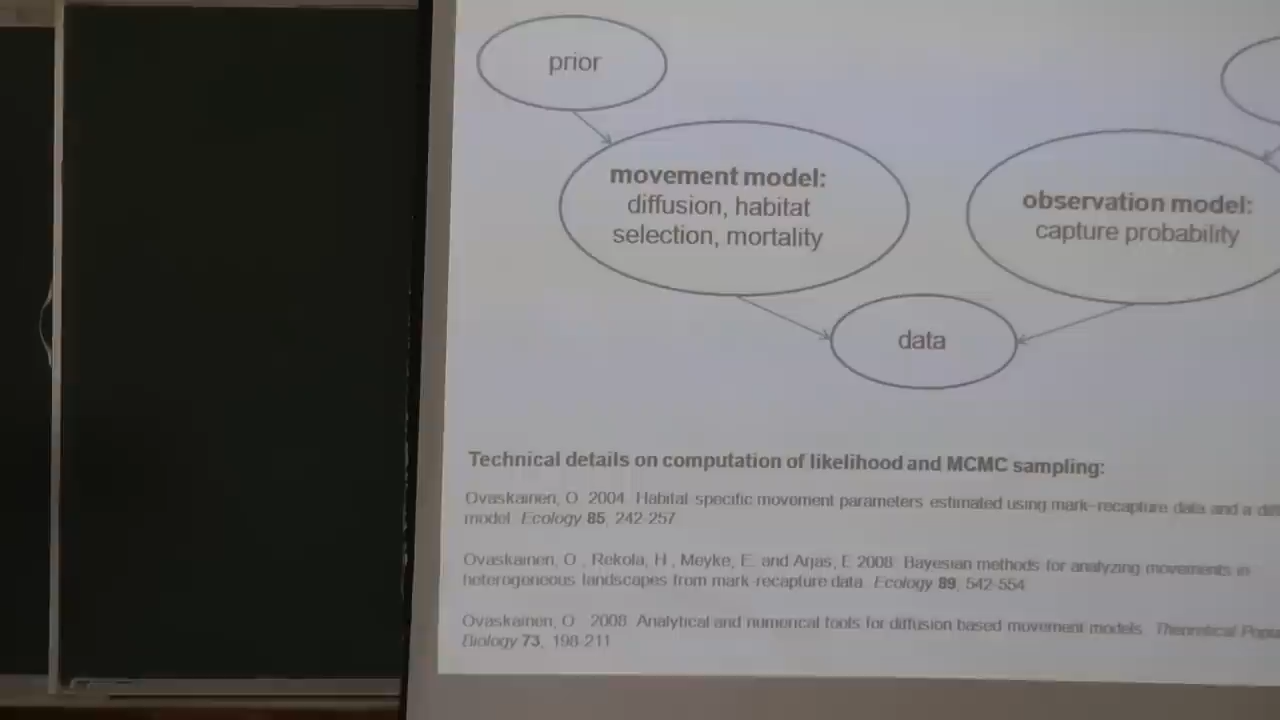 prior
movement model:
diffusion, habitat
selection, mortality
observation model:
capture probability
data
Technical details on computation of likelihood and MCMC sampling:
Ovaskainen, O. 2004. Habitat specific movement parameters estimated using mark–recapture data and a
model. Ecology 85, 242-257
Ovaskainen, O., Rekola, H., Meyke, E. and Arjas, E. 2008. Bayesian methods for analyzing movements in
heterogeneous landscapes from mark-recapture data. Ecology 89, 542-554
Ovaskainen, O. 2008. Analytical and numerical tools for diffusion based movement models. Theoretical
Biology 73, 198-211